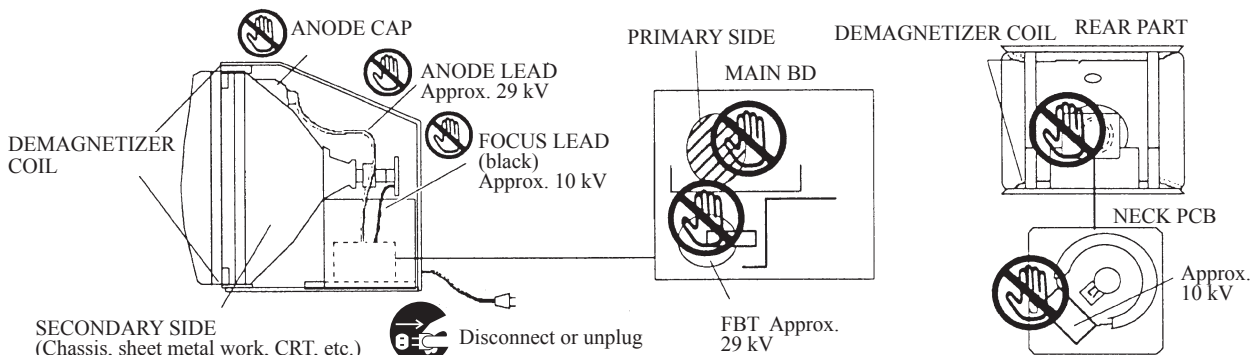 ANODE CAP
ANODE LEAD
Approx. 29 kV
FOCUS LEAD
(black)
Approx. 10 kV
DEMAGNETIZER
COIL
SECONDARY SIDE
(Chassis, sheet metal work, CRT, etc.)
Disconnect or unplug
PRIMARY SIDE
MAIN BD
FBT Approx.
29 kV
DEMAGNETIZER COIL
REAR PART
NECK PCB
Approx.
10 kV